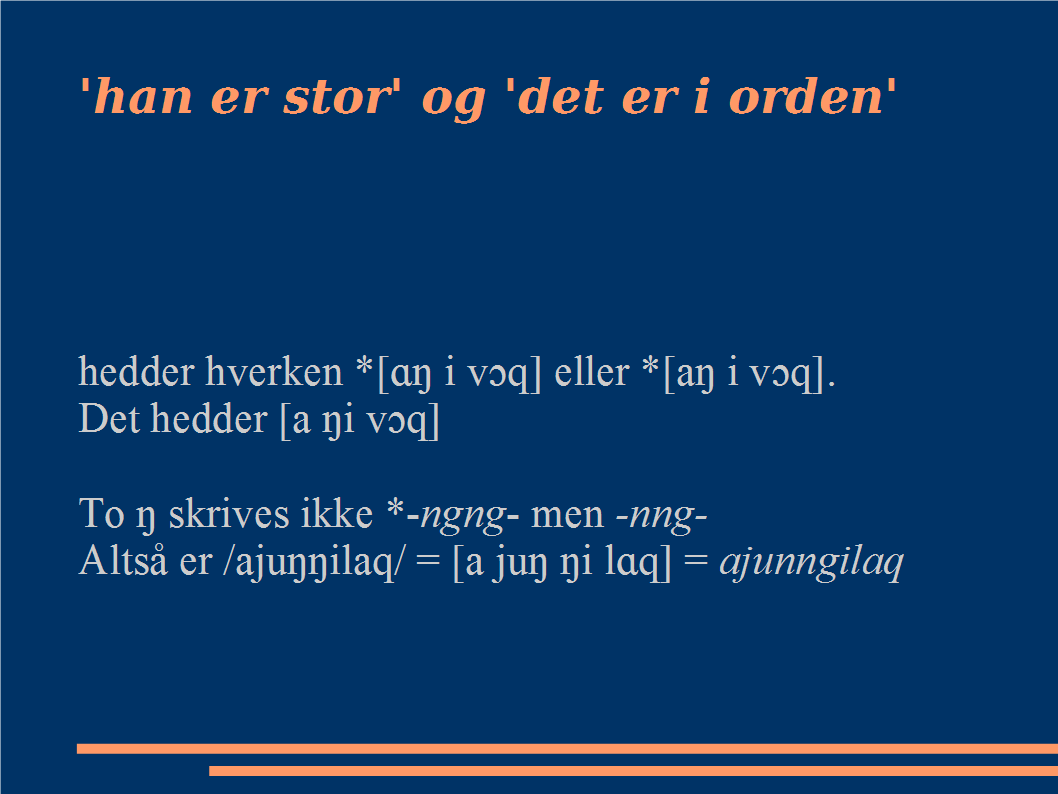 'han er stor' og 'det er i orden'
hedder hverken *[ɑŋ i vɔq] eller *[aŋ i vɔq].
Det hedder [a ŋi vɔq]
To ŋ skrives ikke *-ngng- men -nng-
Altså er /ajuŋŋilaq/ = [a juŋ ŋi lɑq] = ajunngilaq